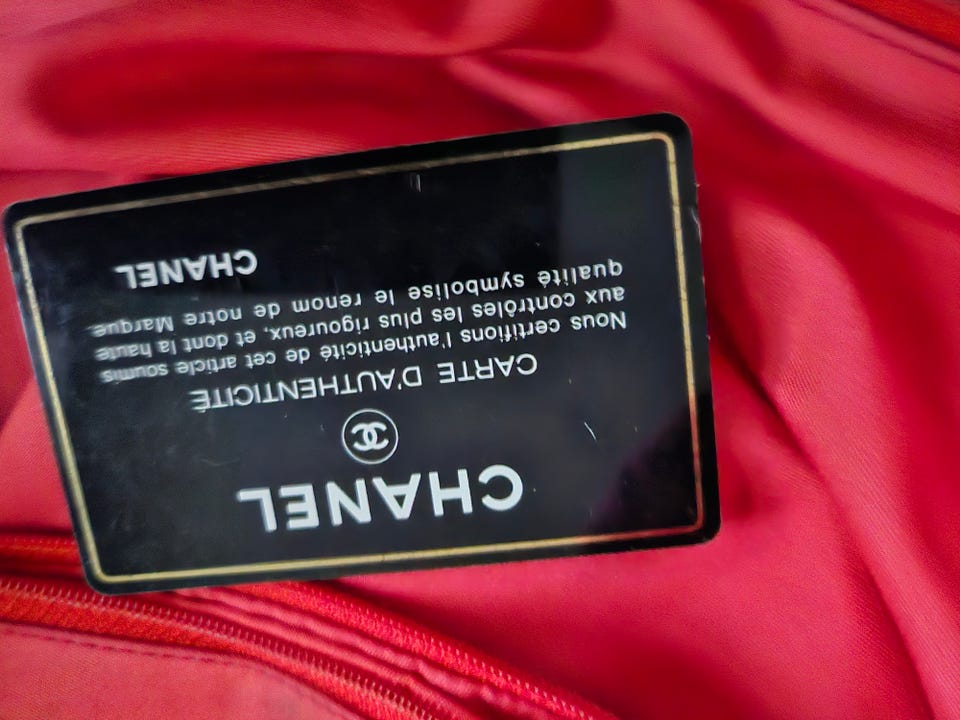 CHANEL
CARTE D'AUTHENTICITÉ
Nous certifions l'authenticité de cet article soumis
aux contrôles les plus rigoureux, et dont la haute
qualité symbolise le renom de notre Marque.
CHANEL